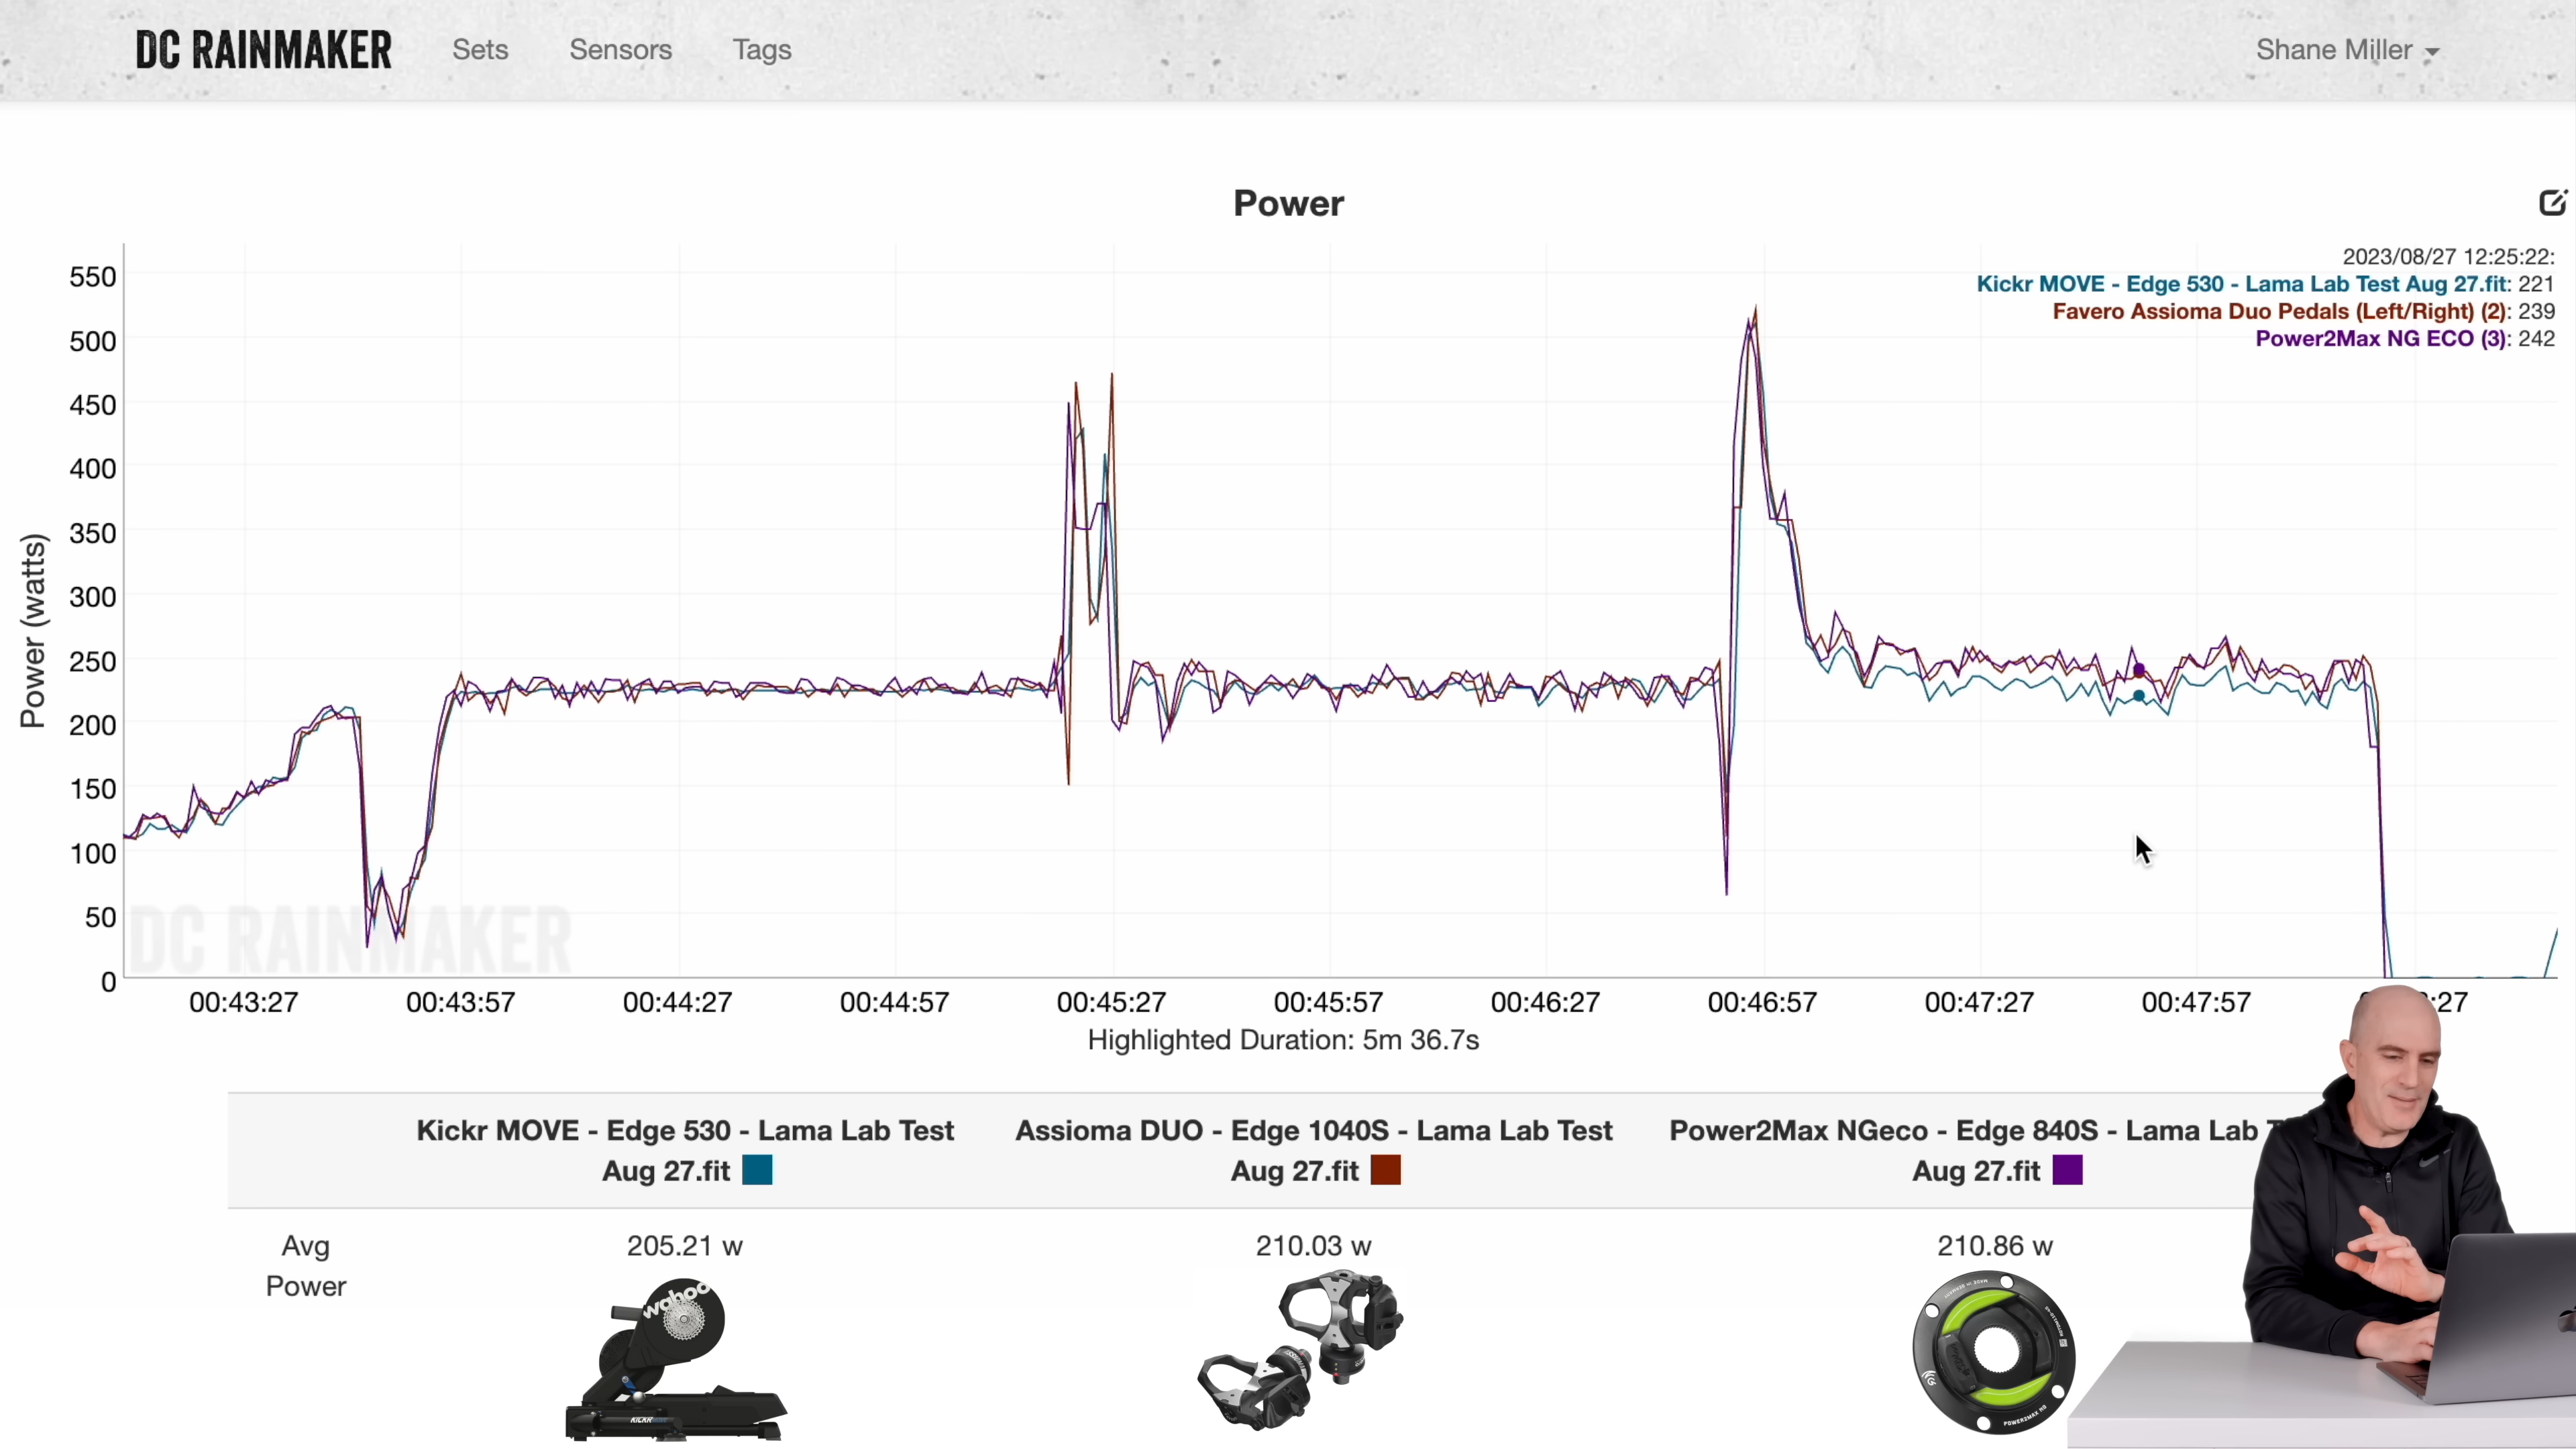 DC RAINMAKER Sets Sensors Tags Shane Miller
Power
2023/08/27 12:25:22:
Kickr MOVE - Edge 530 - Lama Lab Test Aug 27.fit: 221
Favero Assioma Duo Pedals (Left/Right) (2): 239
Power2Max NG ECO (3): 242
Power (watts)
550
500
450
400
350
300
250
200
150
100
50
0
DC RAINMAKER
00:43:27 00:43:57 00:44:27 00:44:57 00:45:27 00:45:57 00:46:27 00:46:57 00:47:27 00:47:57 :27
Highlighted Duration: 5m 36.7s
Kickr MOVE - Edge 530 - Lama Lab Test
Aug 27.fit
Assioma DUO - Edge 1040S - Lama Lab Test
Aug 27.fit
Power2Max NGeco - Edge 840S - Lama Lab
Aug 27.fit
Avg
Power
205.21 w
210.03 w
210.86 w
wahoo
KICKR
POWER2MAX NG